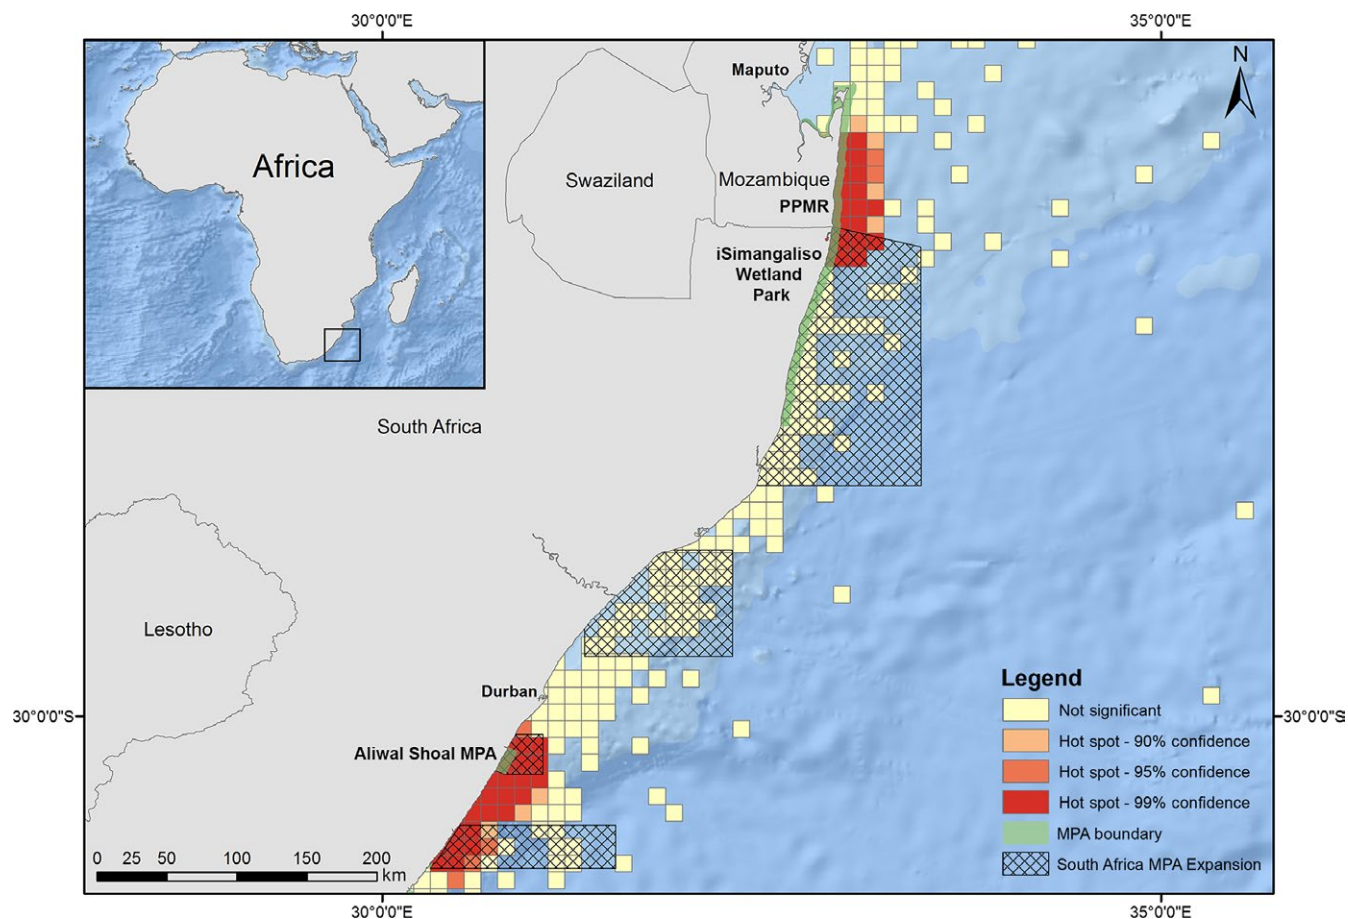 30°0'0"E
35°0'0"E
Africa
Maputo
N
Swaziland
Mozambique
PPMR
iSimangaliso
Wetland
Park
South Africa
Lesotho
Durban
Aliwal Shoal MPA
30°0'0"S
30°0'0"S
Legend
Not significant
Hot spot - 90% confidence
Hot spot - 95% confidence
Hot spot - 99% confidence
MPA boundary
South Africa MPA Expansion
0 25 50 100 150 200
km
30°0'0"E
35°0'0"E